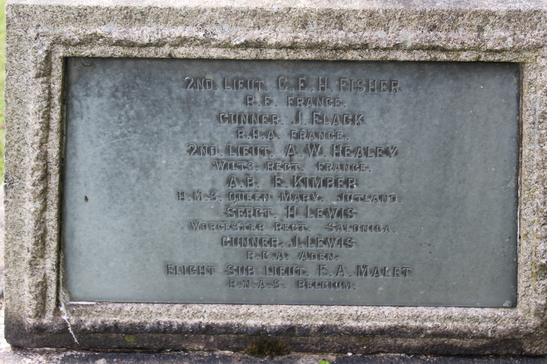 2ND. LIEUT. C. E. H. FISHER
R.E. FRANCE.
GUNNER. J. FLACK
R.H.A. FRANCE.
2ND. LIEUT. A. W. HEALEY
WILTS. REGT. FRANCE.
A.B. E. KIMBER
H.M.S. QUEEN MARY. JUTLAND.
SERGT. H. LEWIS
WORCESTER REGT. SALONICA.
GUNNER. J. LEWIS
R.G.A. ADEN.
FLIGHT SUB LIEUT. E. A. MALET
R.N.A.S. BELGIUM.